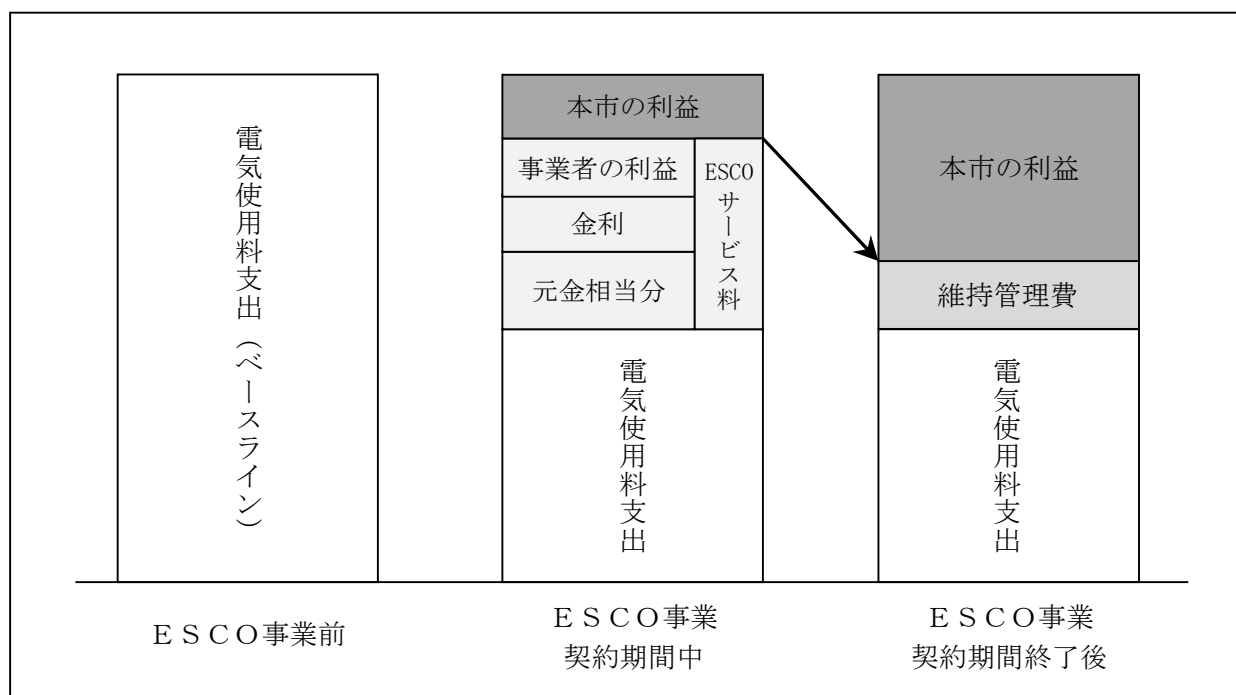 電気使用料支出（ベースライン）
ＥＳＣＯ事業前
本市の利益
事業者の利益
金利
元金相当分
ESCOサービス料
電気使用料支出
ＥＳＣＯ事業
契約期間中
本市の利益
維持管理費
電気使用料支出
ＥＳＣＯ事業
契約期間終了後